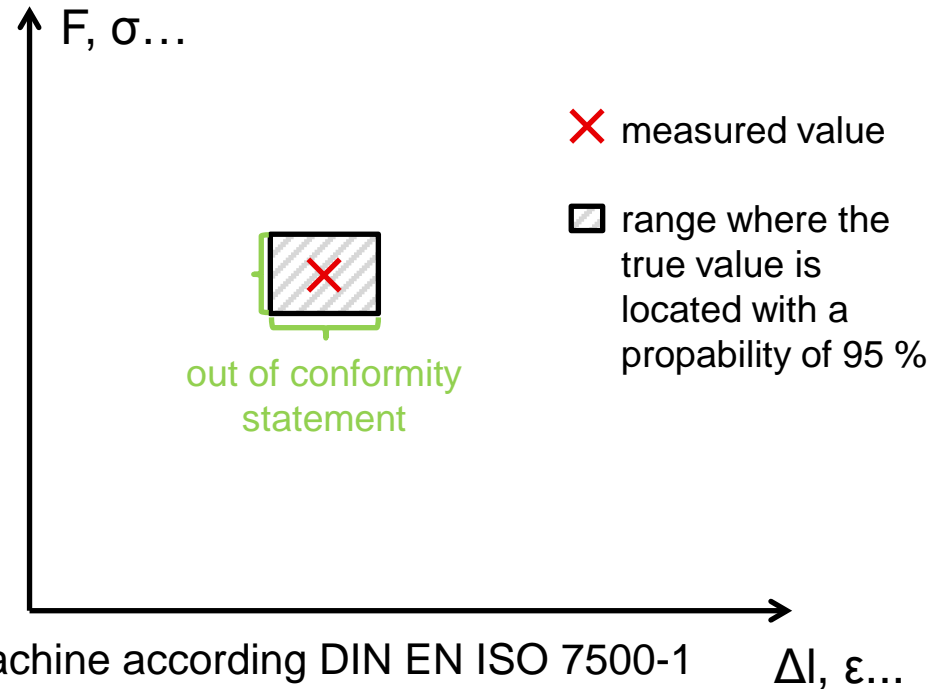 F, σ…
measured value
range where the
true value is
located with a
propability of 95 %
out of conformity
statement
achine according DIN EN ISO 7500-1
Δl, ε...